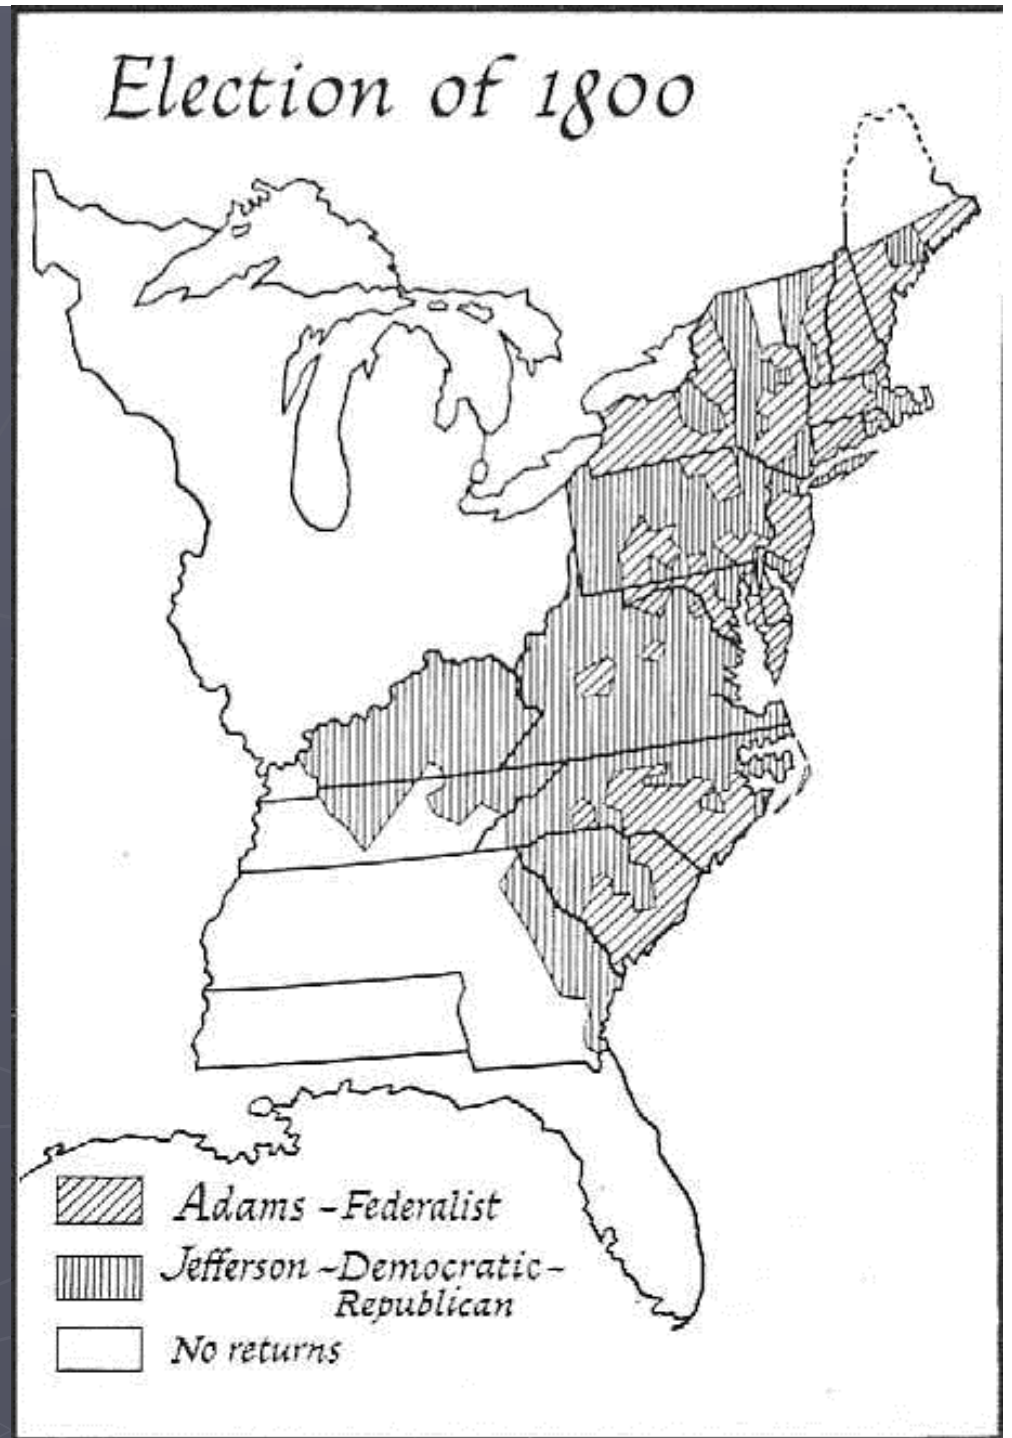 Election of 1800
Adams ~ Federalist
Jefferson ~ Democratic ~
Republican
No returns